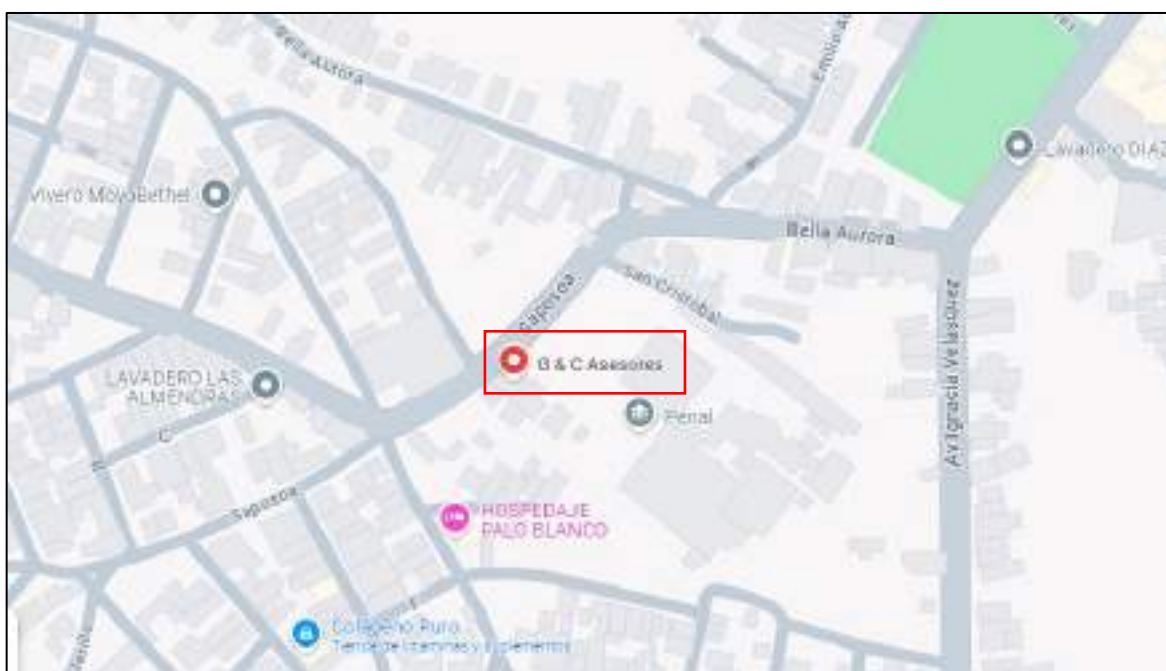 Bella Aurora
Lavadero DIAZ
Vivero MoyoBethel
Bella Aurora
San Cristobal
Saposoa
G & C Asesores
LAVADERO LAS
ALMENDRAS
C
Penal
Av Ignacia Velasquez
Saposoa
HOSPEDAJE
PALO BLANCO
Colágeno Puro
Tienda de vitaminas y suplementos